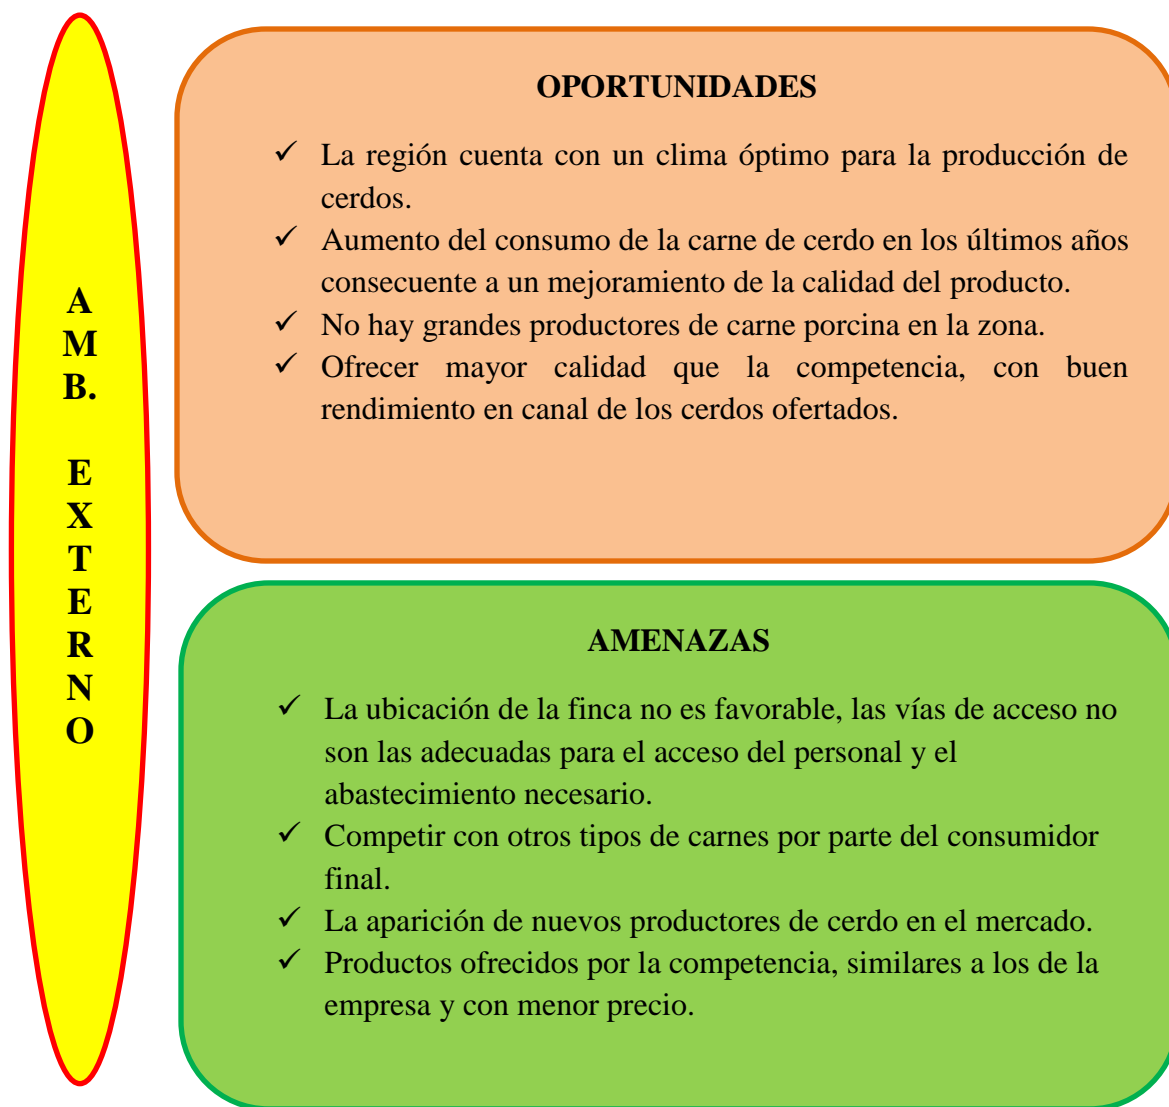 A
M
B.
E
X
T
E
R
N
O
OPORTUNIDADES
✓ La región cuenta con un clima óptimo para la producción de
cerdos.
✓ Aumento del consumo de la carne de cerdo en los últimos años
consecuente a un mejoramiento de la calidad del producto.
✓ No hay grandes productores de carne porcina en la zona.
✓ Ofrecer mayor calidad que la competencia, con buen
rendimiento en canal de los cerdos ofertados.
AMENAZAS
✓ La ubicación de la finca no es favorable, las vías de acceso no
son las adecuadas para el acceso del personal y el
abastecimiento necesario.
✓ Competir con otros tipos de carnes por parte del consumidor
final.
✓ La aparición de nuevos productores de cerdo en el mercado.
✓ Productos ofrecidos por la competencia, similares a los de la
empresa y con menor precio.